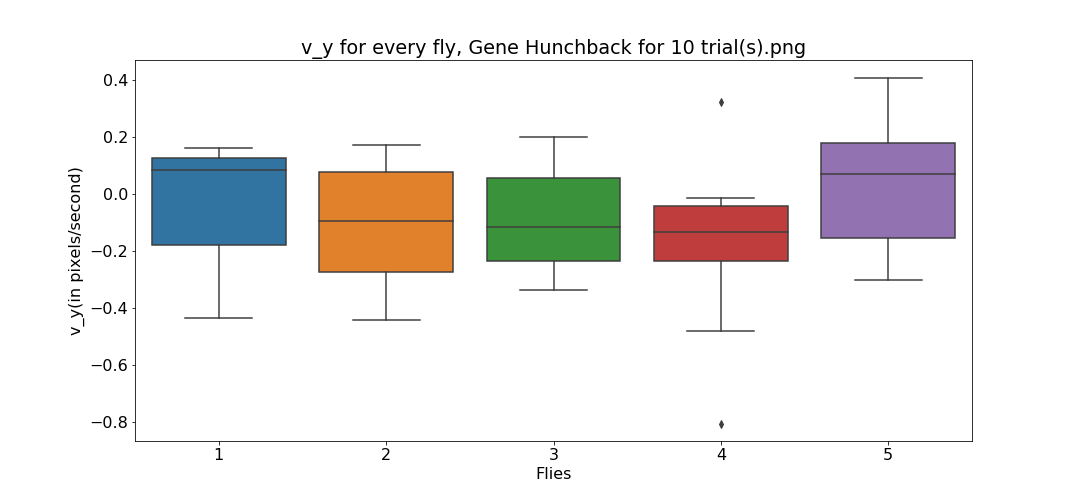 v_y for every fly, Gene Hunchback for 10 trial(s).png
0.4
0.2
0.0
−0.2
−0.4
−0.6
−0.8
v_y(in pixels/second)
1 2 3 4 5
Flies